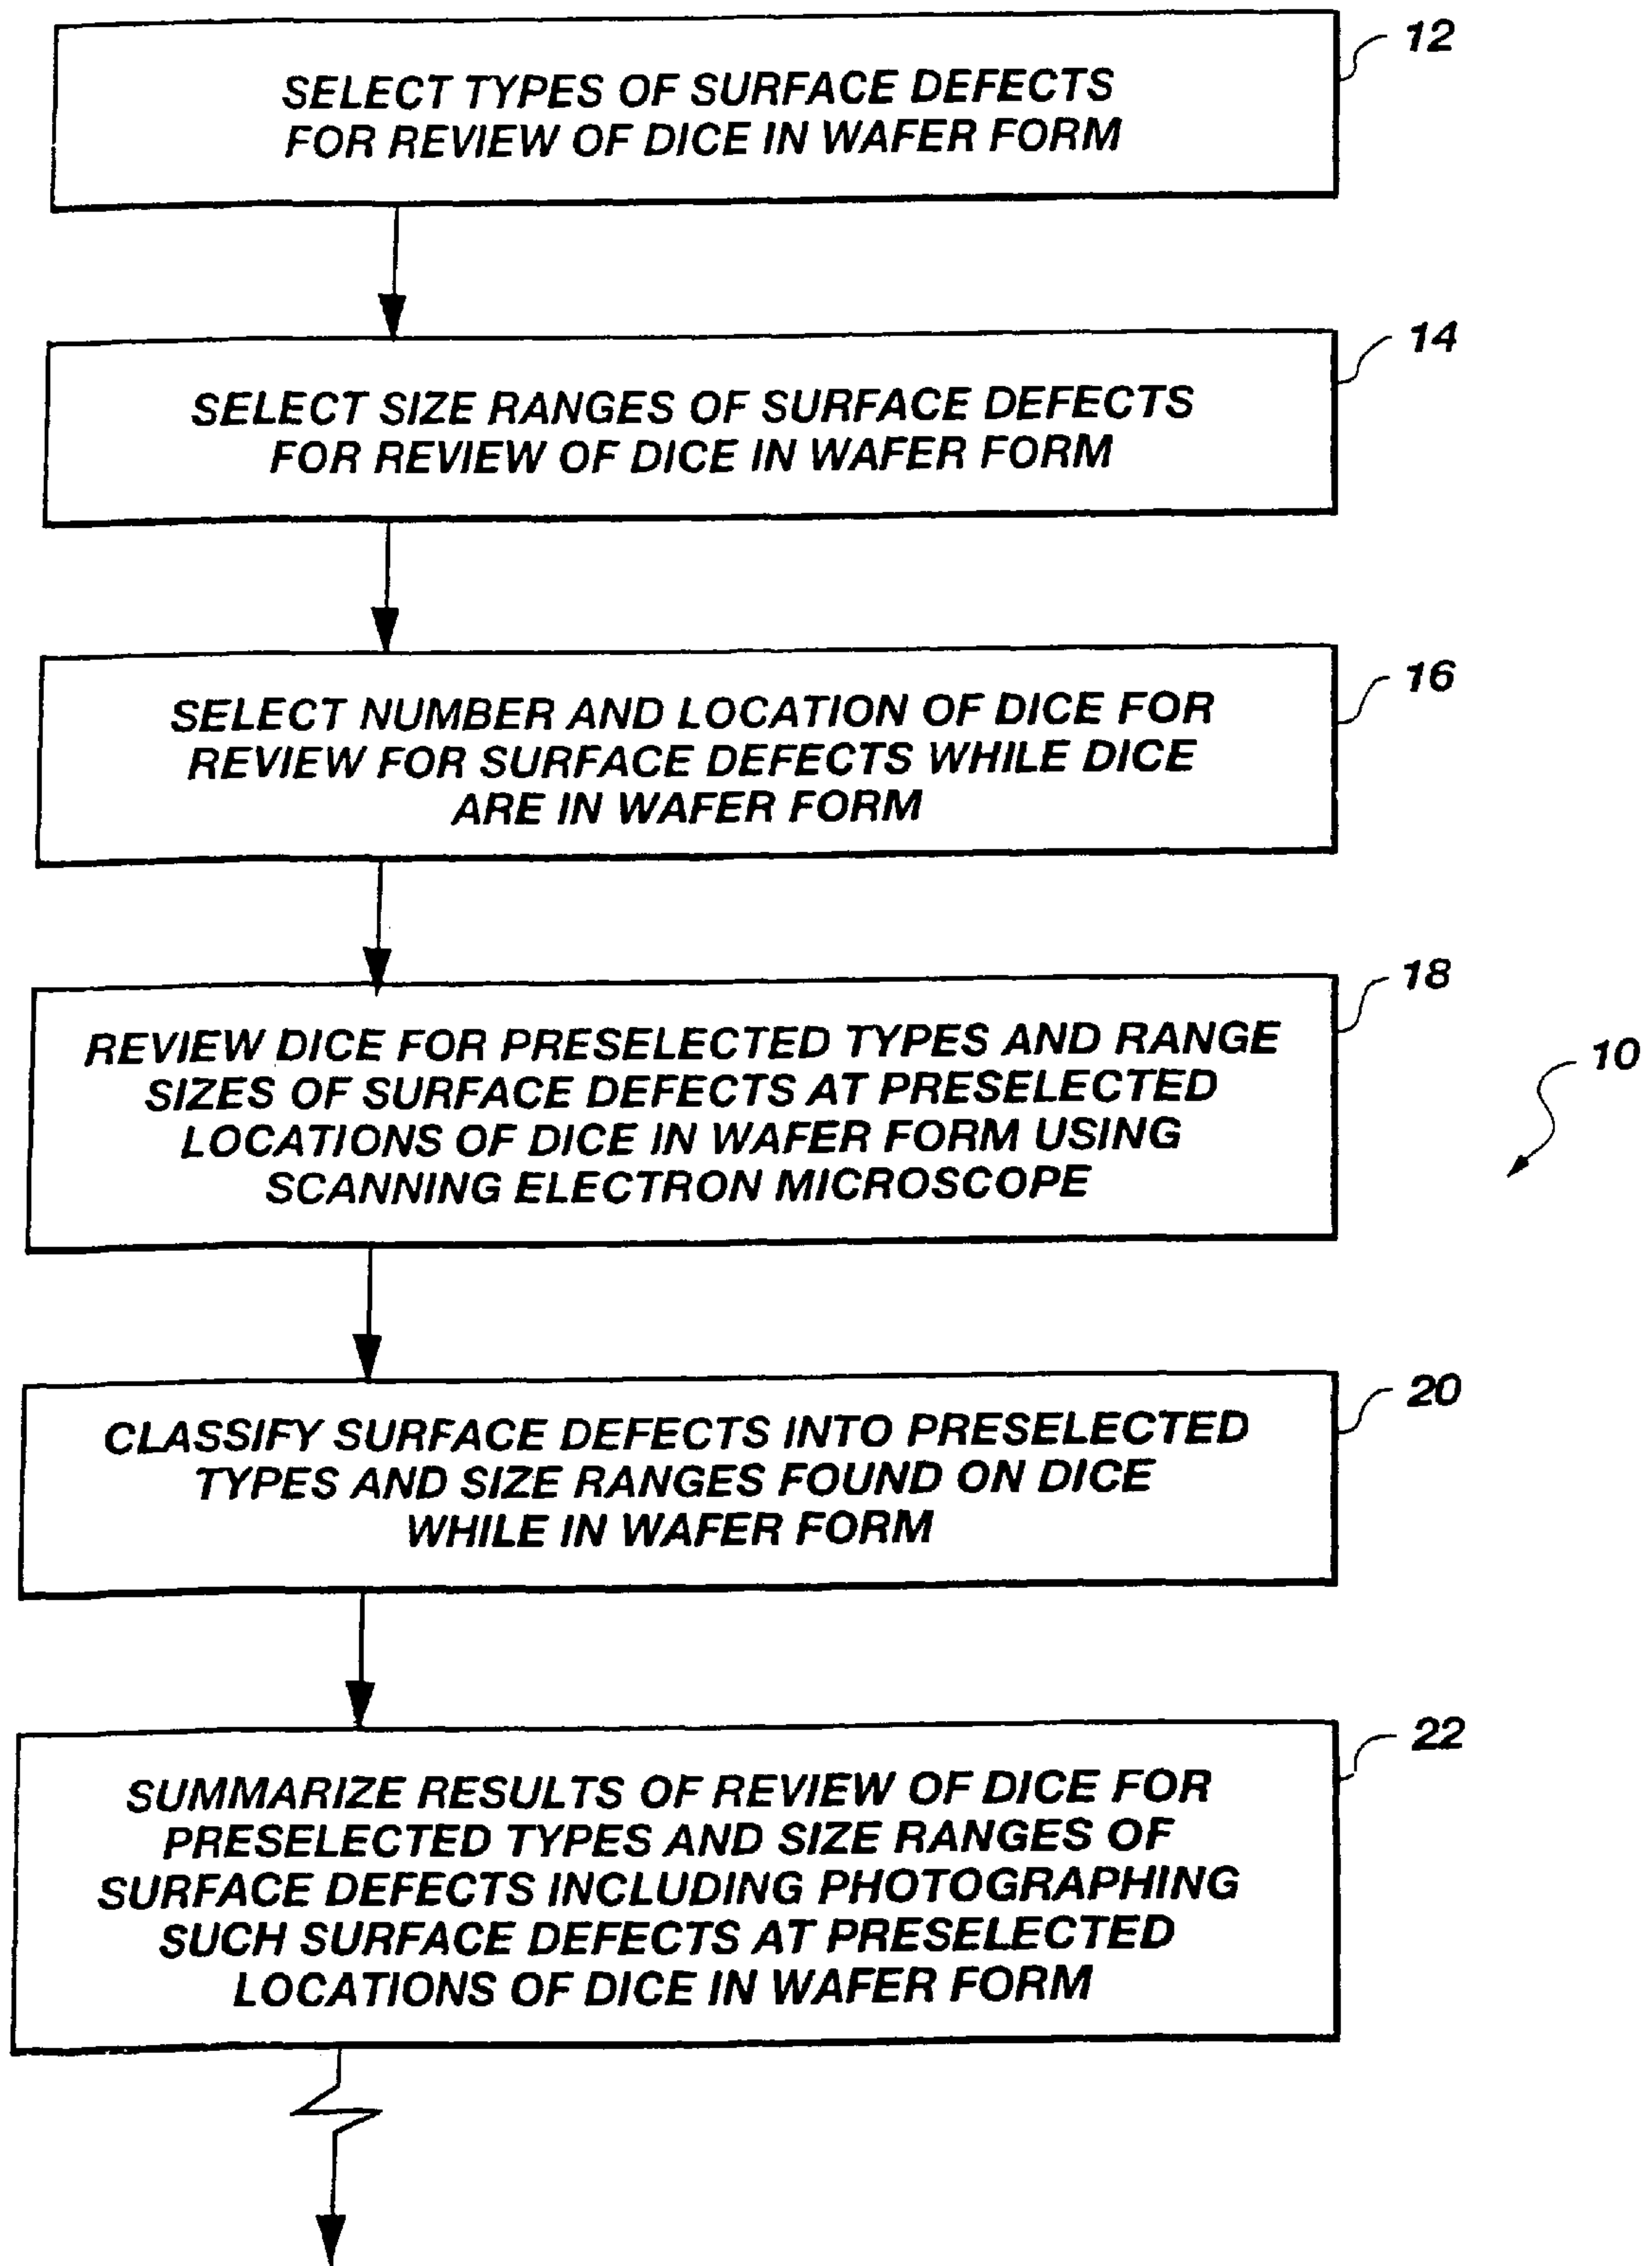 12
SELECT TYPES OF SURFACE DEFECTS
FOR REVIEW OF DICE IN WAFER FORM
14
SELECT SIZE RANGES OF SURFACE DEFECTS
FOR REVIEW OF DICE IN WAFER FORM
16
SELECT NUMBER AND LOCATION OF DICE FOR
REVIEW FOR SURFACE DEFECTS WHILE DICE
ARE IN WAFER FORM
18
REVIEW DICE FOR PRESELECTED TYPES AND RANGE
SIZES OF SURFACE DEFECTS AT PRESELECTED
LOCATIONS OF DICE IN WAFER FORM USING
SCANNING ELECTRON MICROSCOPE
10
20
CLASSIFY SURFACE DEFECTS INTO PRESELECTED
TYPES AND SIZE RANGES FOUND ON DICE
WHILE IN WAFER FORM
22
SUMMARIZE RESULTS OF REVIEW OF DICE FOR
PRESELECTED TYPES AND SIZE RANGES OF
SURFACE DEFECTS INCLUDING PHOTOGRAPHING
SUCH SURFACE DEFECTS AT PRESELECTED
LOCATIONS OF DICE IN WAFER FORM